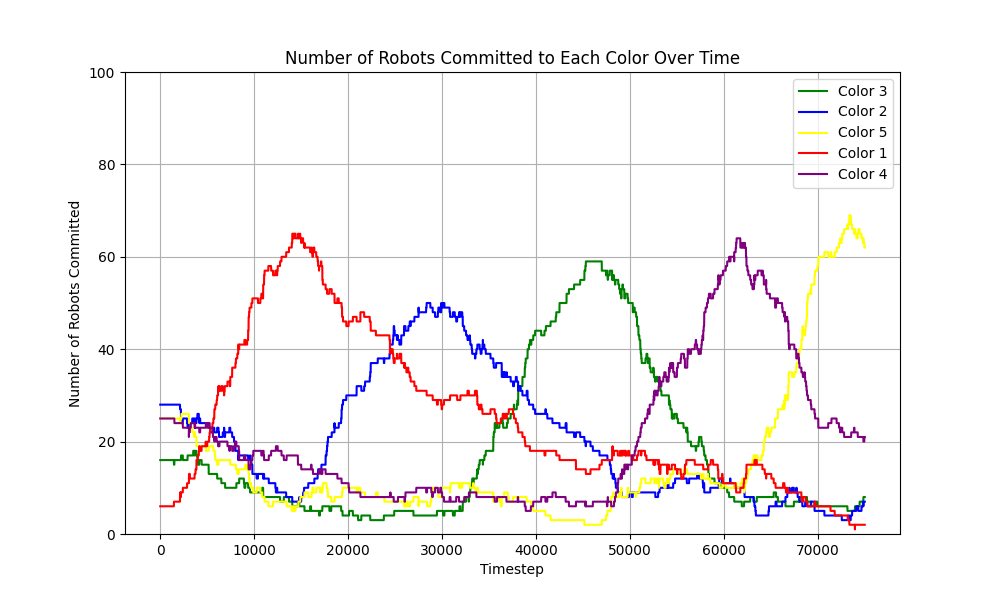 Number of Robots Committed to Each Color Over Time
100
80
60
40
20
0
Number of Robots Committed
Color 3
Color 2
Color 5
Color 1
Color 4
0 10000 20000 30000 40000 50000 60000 70000
Timestep